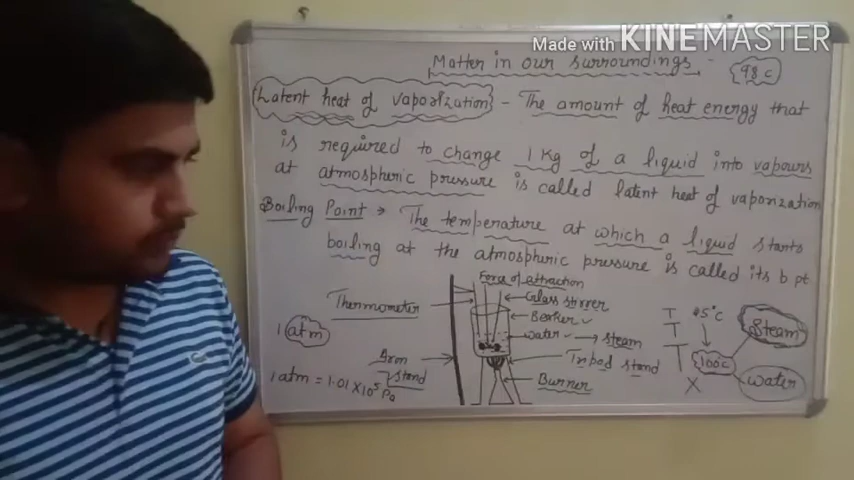 Made with KINEMASTER
Matter in our surroundings
98 c
Latent heat of vaporization - The amount of heat energy that
is required to change 1 Kg of a liquid into vapours
at atmospheric pressure is called latent heat of vaporization
Boiling Point → The temperature at which a liquid starts
boiling at the atmospheric pressure is called its b pt
Force of attraction
Thermometer
Glass stirrer
Beaker
water → steam
Tripod stand
Burner
1 atm
Iron
stand
1 atm = 1.01 × 10⁵ Pa
T
T
T
X
100c
Steam
water